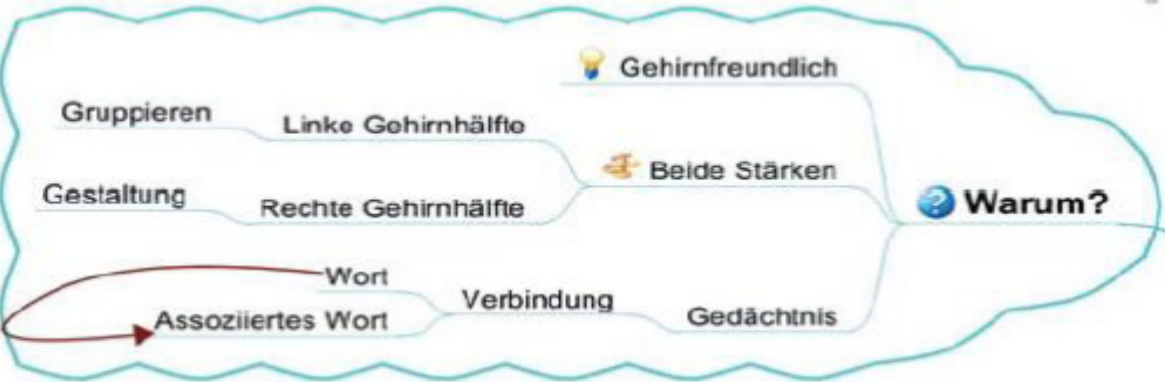 Gehirnfreundlich
Gruppieren
Linke Gehirnhälfte
Beide Stärken
Gestaltung
Rechte Gehirnhälfte
Warum?
Wort
Verbindung
Gedächtnis
Assoziiertes Wort